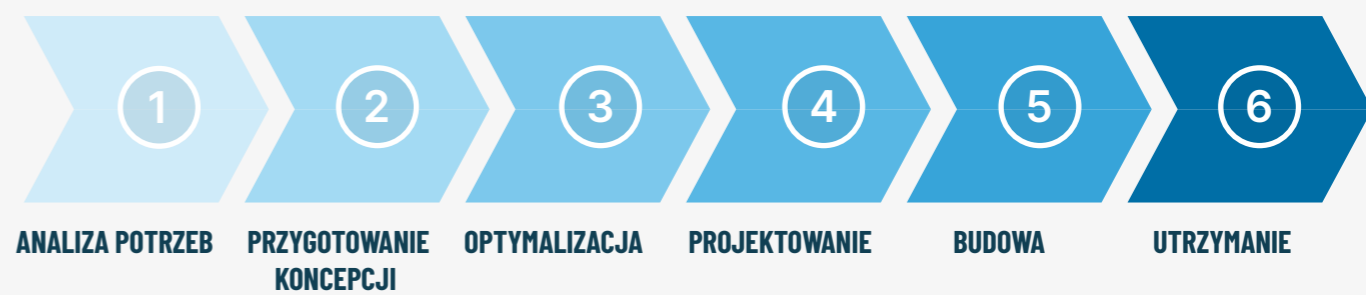 1
2
3
4
5
6
ANALIZA POTRZEB
PRZYGOTOWANIE
KONCEPCJI
OPTYMALIZACJA
PROJEKTOWANIE
BUDOWA
UTRZYMANIE